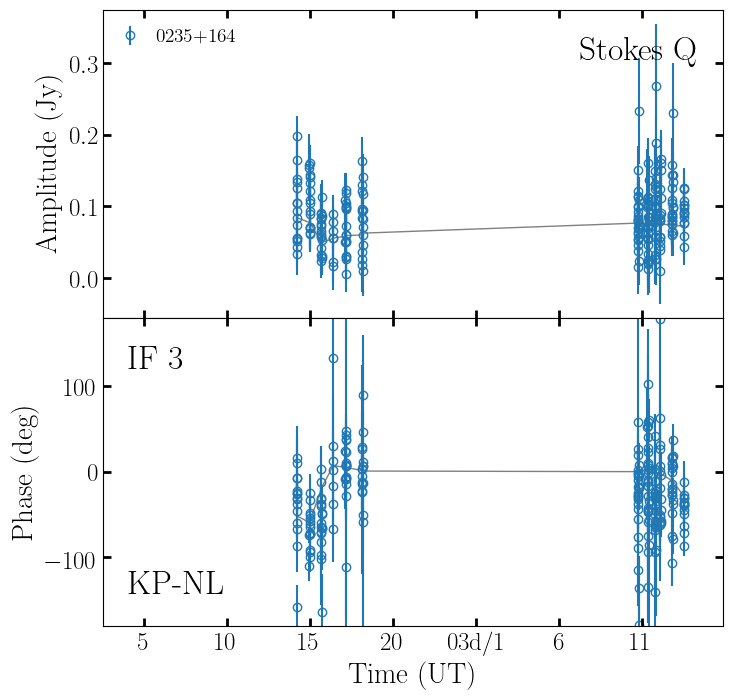 0235+164
Stokes Q
Amplitude (Jy)
0.3
0.2
0.1
0.0
IF 3
Phase (deg)
100
0
−100
KP-NL
5 10 15 20 03d/1 6 11
Time (UT)